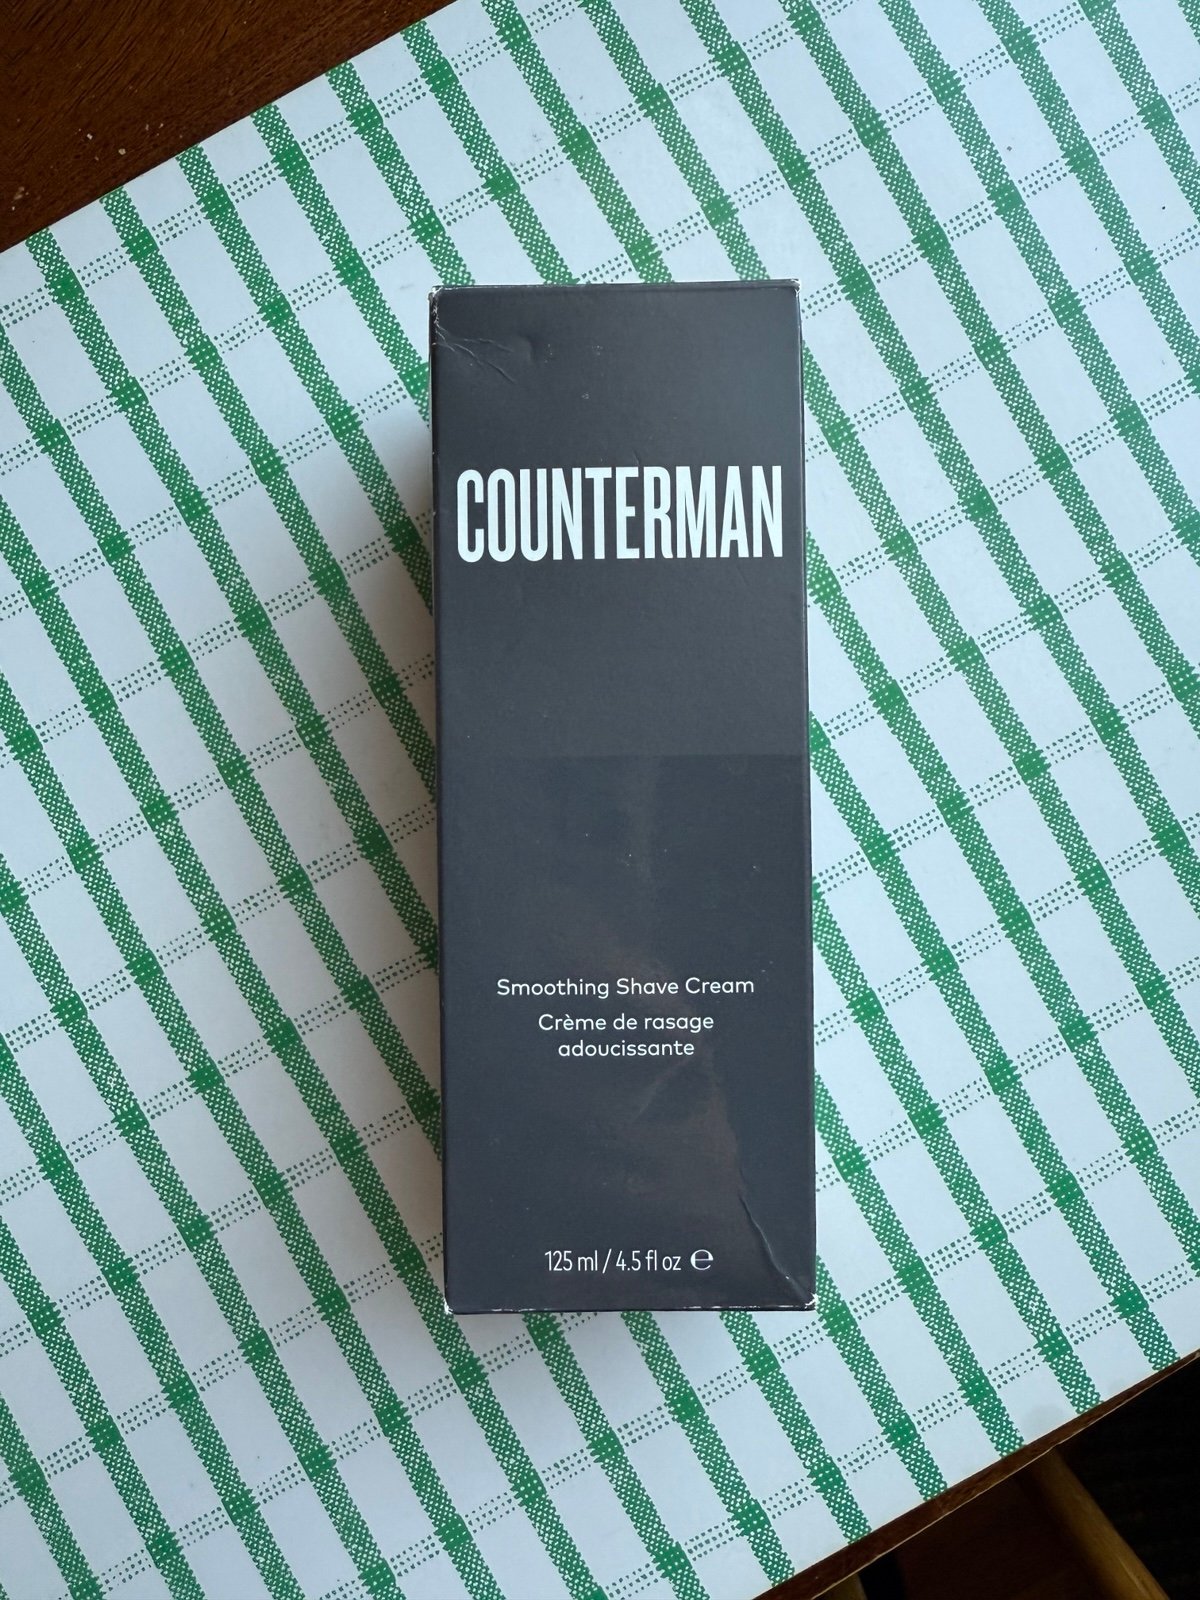 COUNTERMAN
Smoothing Shave Cream
Crème de rasage
adoucissante
125 ml / 4.5 fl oz ℮